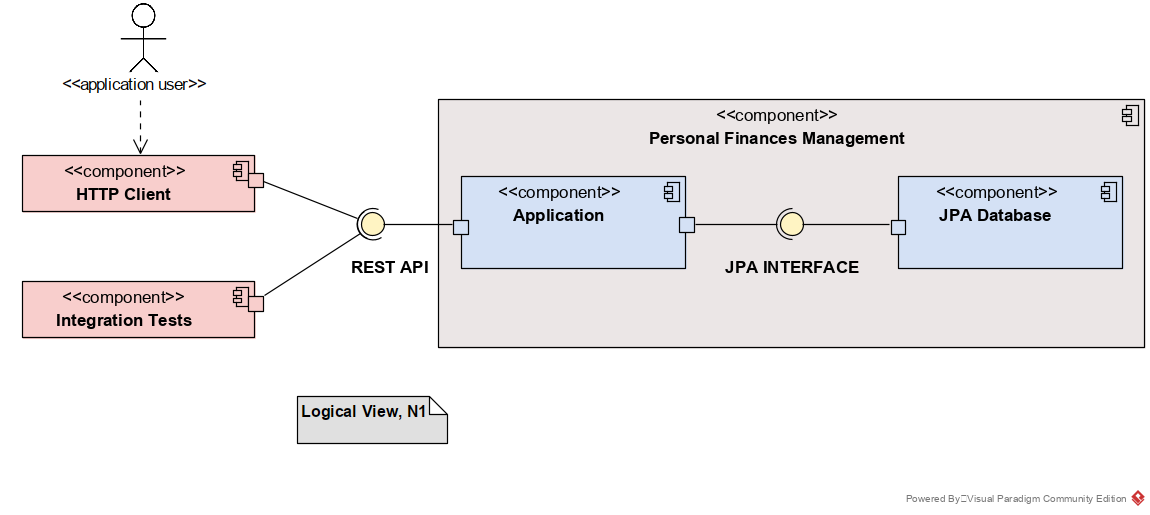 <<application user>>
<<component>>
HTTP Client
<<component>>
Integration Tests
REST API
<<component>>
Personal Finances Management
<<component>>
Application
JPA INTERFACE
<<component>>
JPA Database
Logical View, N1
Powered By Visual Paradigm Community Edition